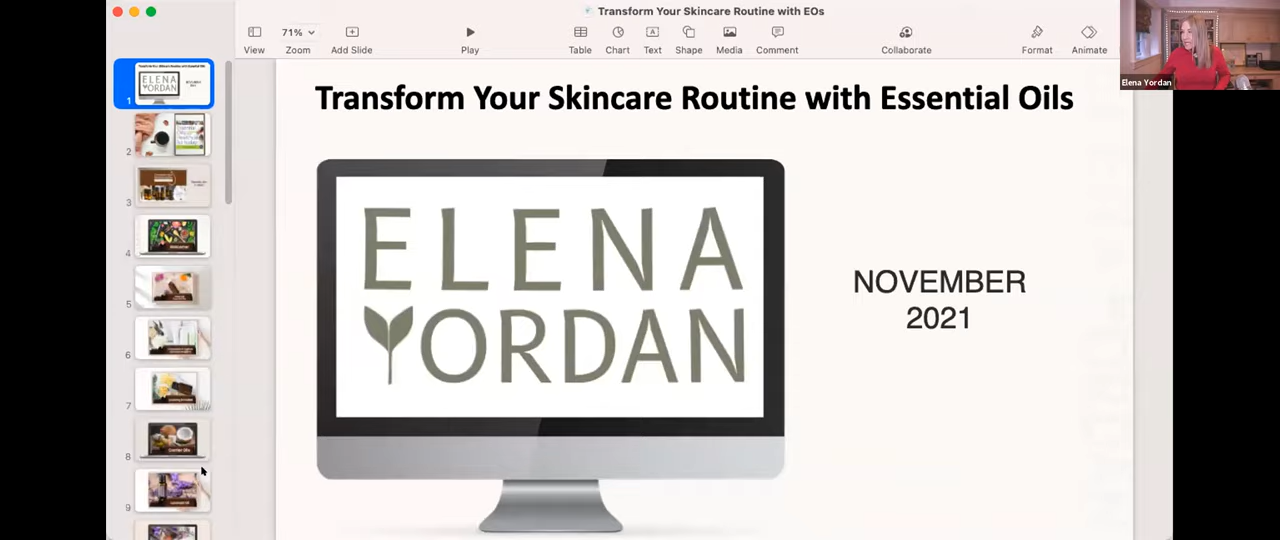 Transform Your Skincare Routine with EOs
71%
View
Zoom
Add Slide
Play
Table
Chart
Text
Shape
Media
Comment
Collaborate
Format
Animate
Elena Yordan
Transform Your Skincare Routine with Essential Oils
ELENA
YORDAN
NOVEMBER
2021
1
2
3
4
5
6
7
8
9